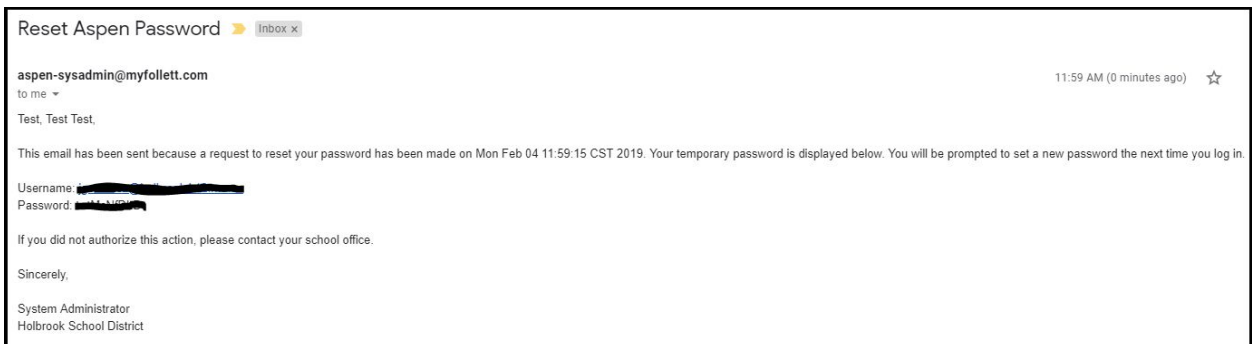 Reset Aspen Password Inbox x
aspen-sysadmin@myfollett.com 11:59 AM (0 minutes ago)
to me
Test, Test Test,
This email has been sent because a request to reset your password has been made on Mon Feb 04 11:59:15 CST 2019. Your temporary password is displayed below. You will be prompted to set a new password the next time you log in.
Username:
Password:
If you did not authorize this action, please contact your school office.
Sincerely,
System Administrator
Holbrook School District